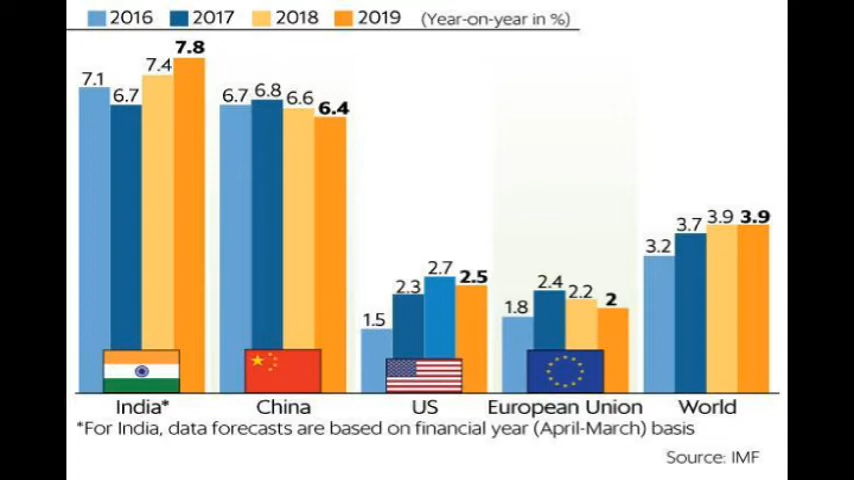 2016 2017 2018 2019 (Year-on-year in %)
7.1 6.7 7.4 7.8
6.7 6.8 6.6 6.4
1.5 2.3 2.7 2.5
1.8 2.4 2.2 2
3.2 3.7 3.9 3.9
India* China US European Union World
*For India, data forecasts are based on financial year (April-March) basis
Source: IMF